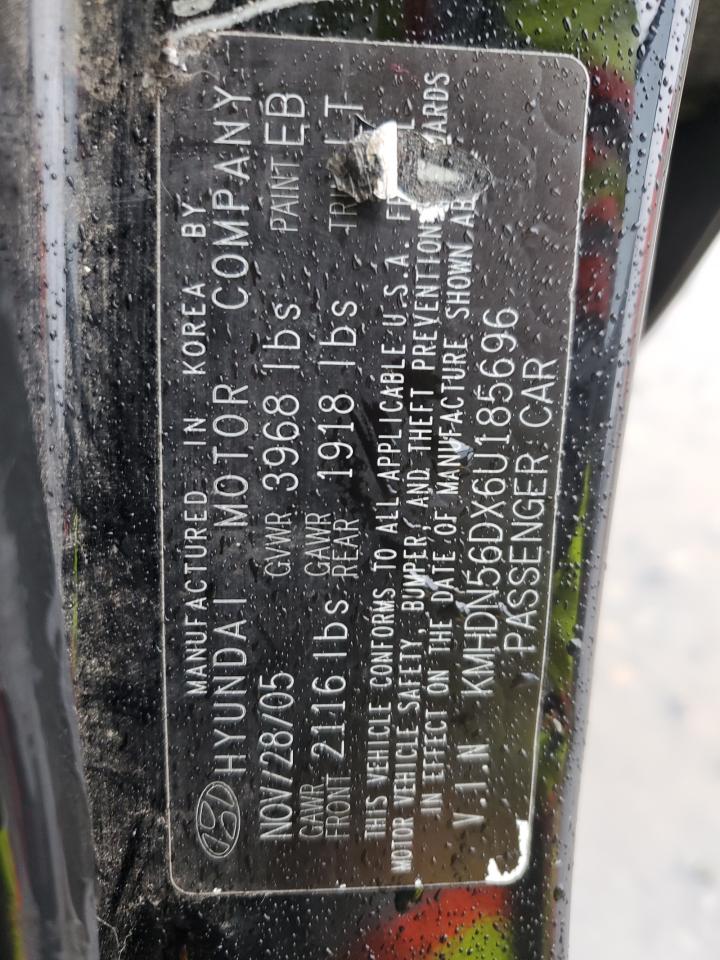 MANUFACTURED IN KOREA BY
HYUNDAI MOTOR COMPANY
NOV/28/05 GVWR 3968 lbs PAINT EB
GAWR FRONT 2116 lbs GAWR REAR 1918 lbs LT
THIS VEHICLE CONFORMS TO ALL APPLICABLE U.S.A.
MOTOR VEHICLE SAFETY, BUMPER, AND THEFT PREVENTION
IN EFFECT ON THE DATE OF MANUFACTURE SHOWN
V.I.N KMHDN56DX6U185696
PASSENGER CAR